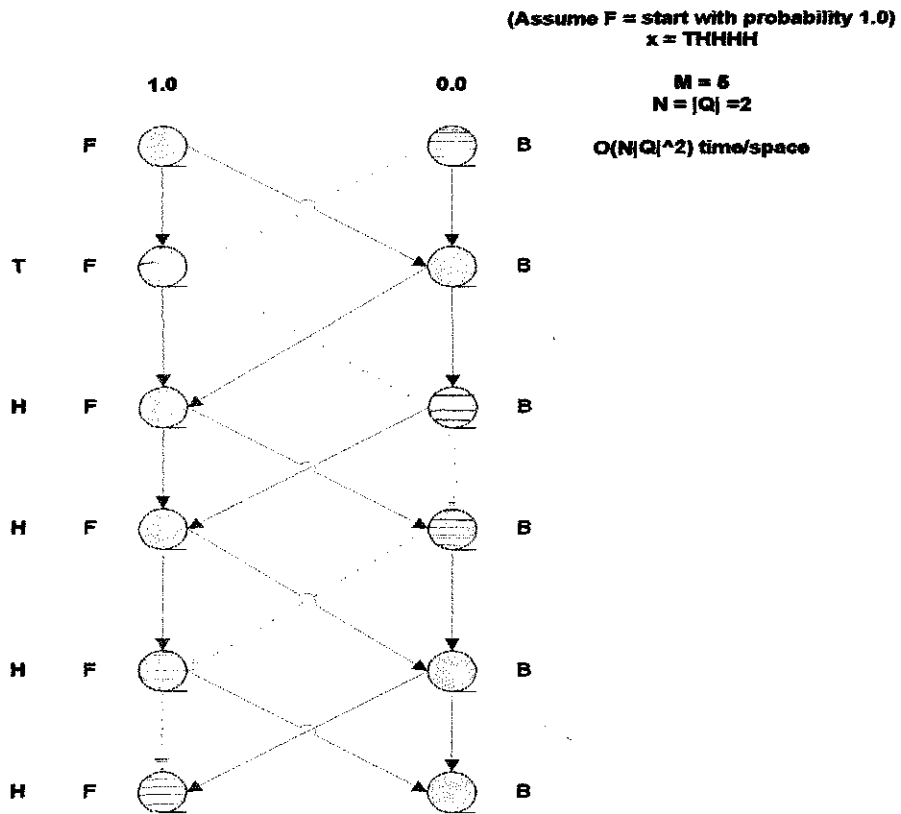 (Assume F = start with probability 1.0)
x = THHHH
1.0 0.0 M = 5
N = |Q| =2
F B O(N|Q|^2) time/space
T F B
H F B
H F B
H F B
H F B